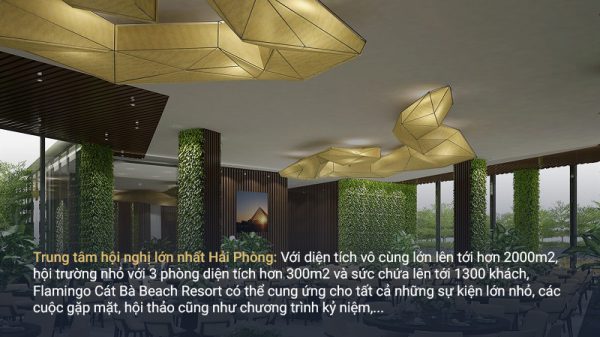 Trung tâm hội nghị lớn nhất Hải Phòng: Với diện tích vô cùng lớn lên tới hơn 2000m2,
hội trường nhỏ với 3 phòng diện tích hơn 300m2 và sức chứa lên tới 1300 khách,
Flamingo Cát Bà Beach Resort có thể cung ứng cho tất cả những sự kiện lớn nhỏ, các
cuộc gặp mặt, hội thảo cũng như chương trình kỷ niệm,...